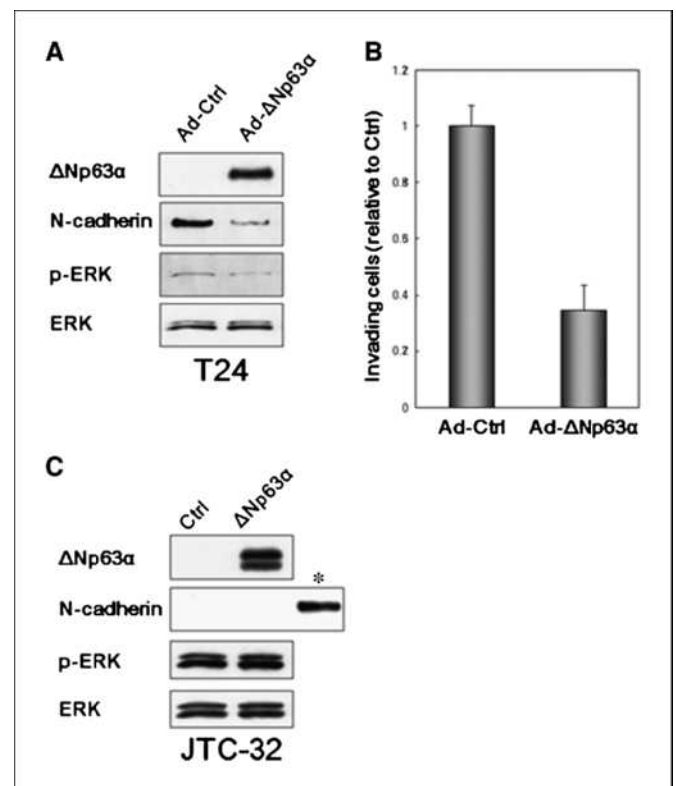 A
Ad-Ctrl
Ad-ΔNp63α
ΔNp63α
N-cadherin
p-ERK
ERK
T24
B
Invading cells (relative to Ctrl)
1.2
1
0.8
0.6
0.4
0.2
0
Ad-Ctrl
Ad-ΔNp63α
C
Ctrl
ΔNp63α
ΔNp63α
*
N-cadherin
p-ERK
ERK
JTC-32